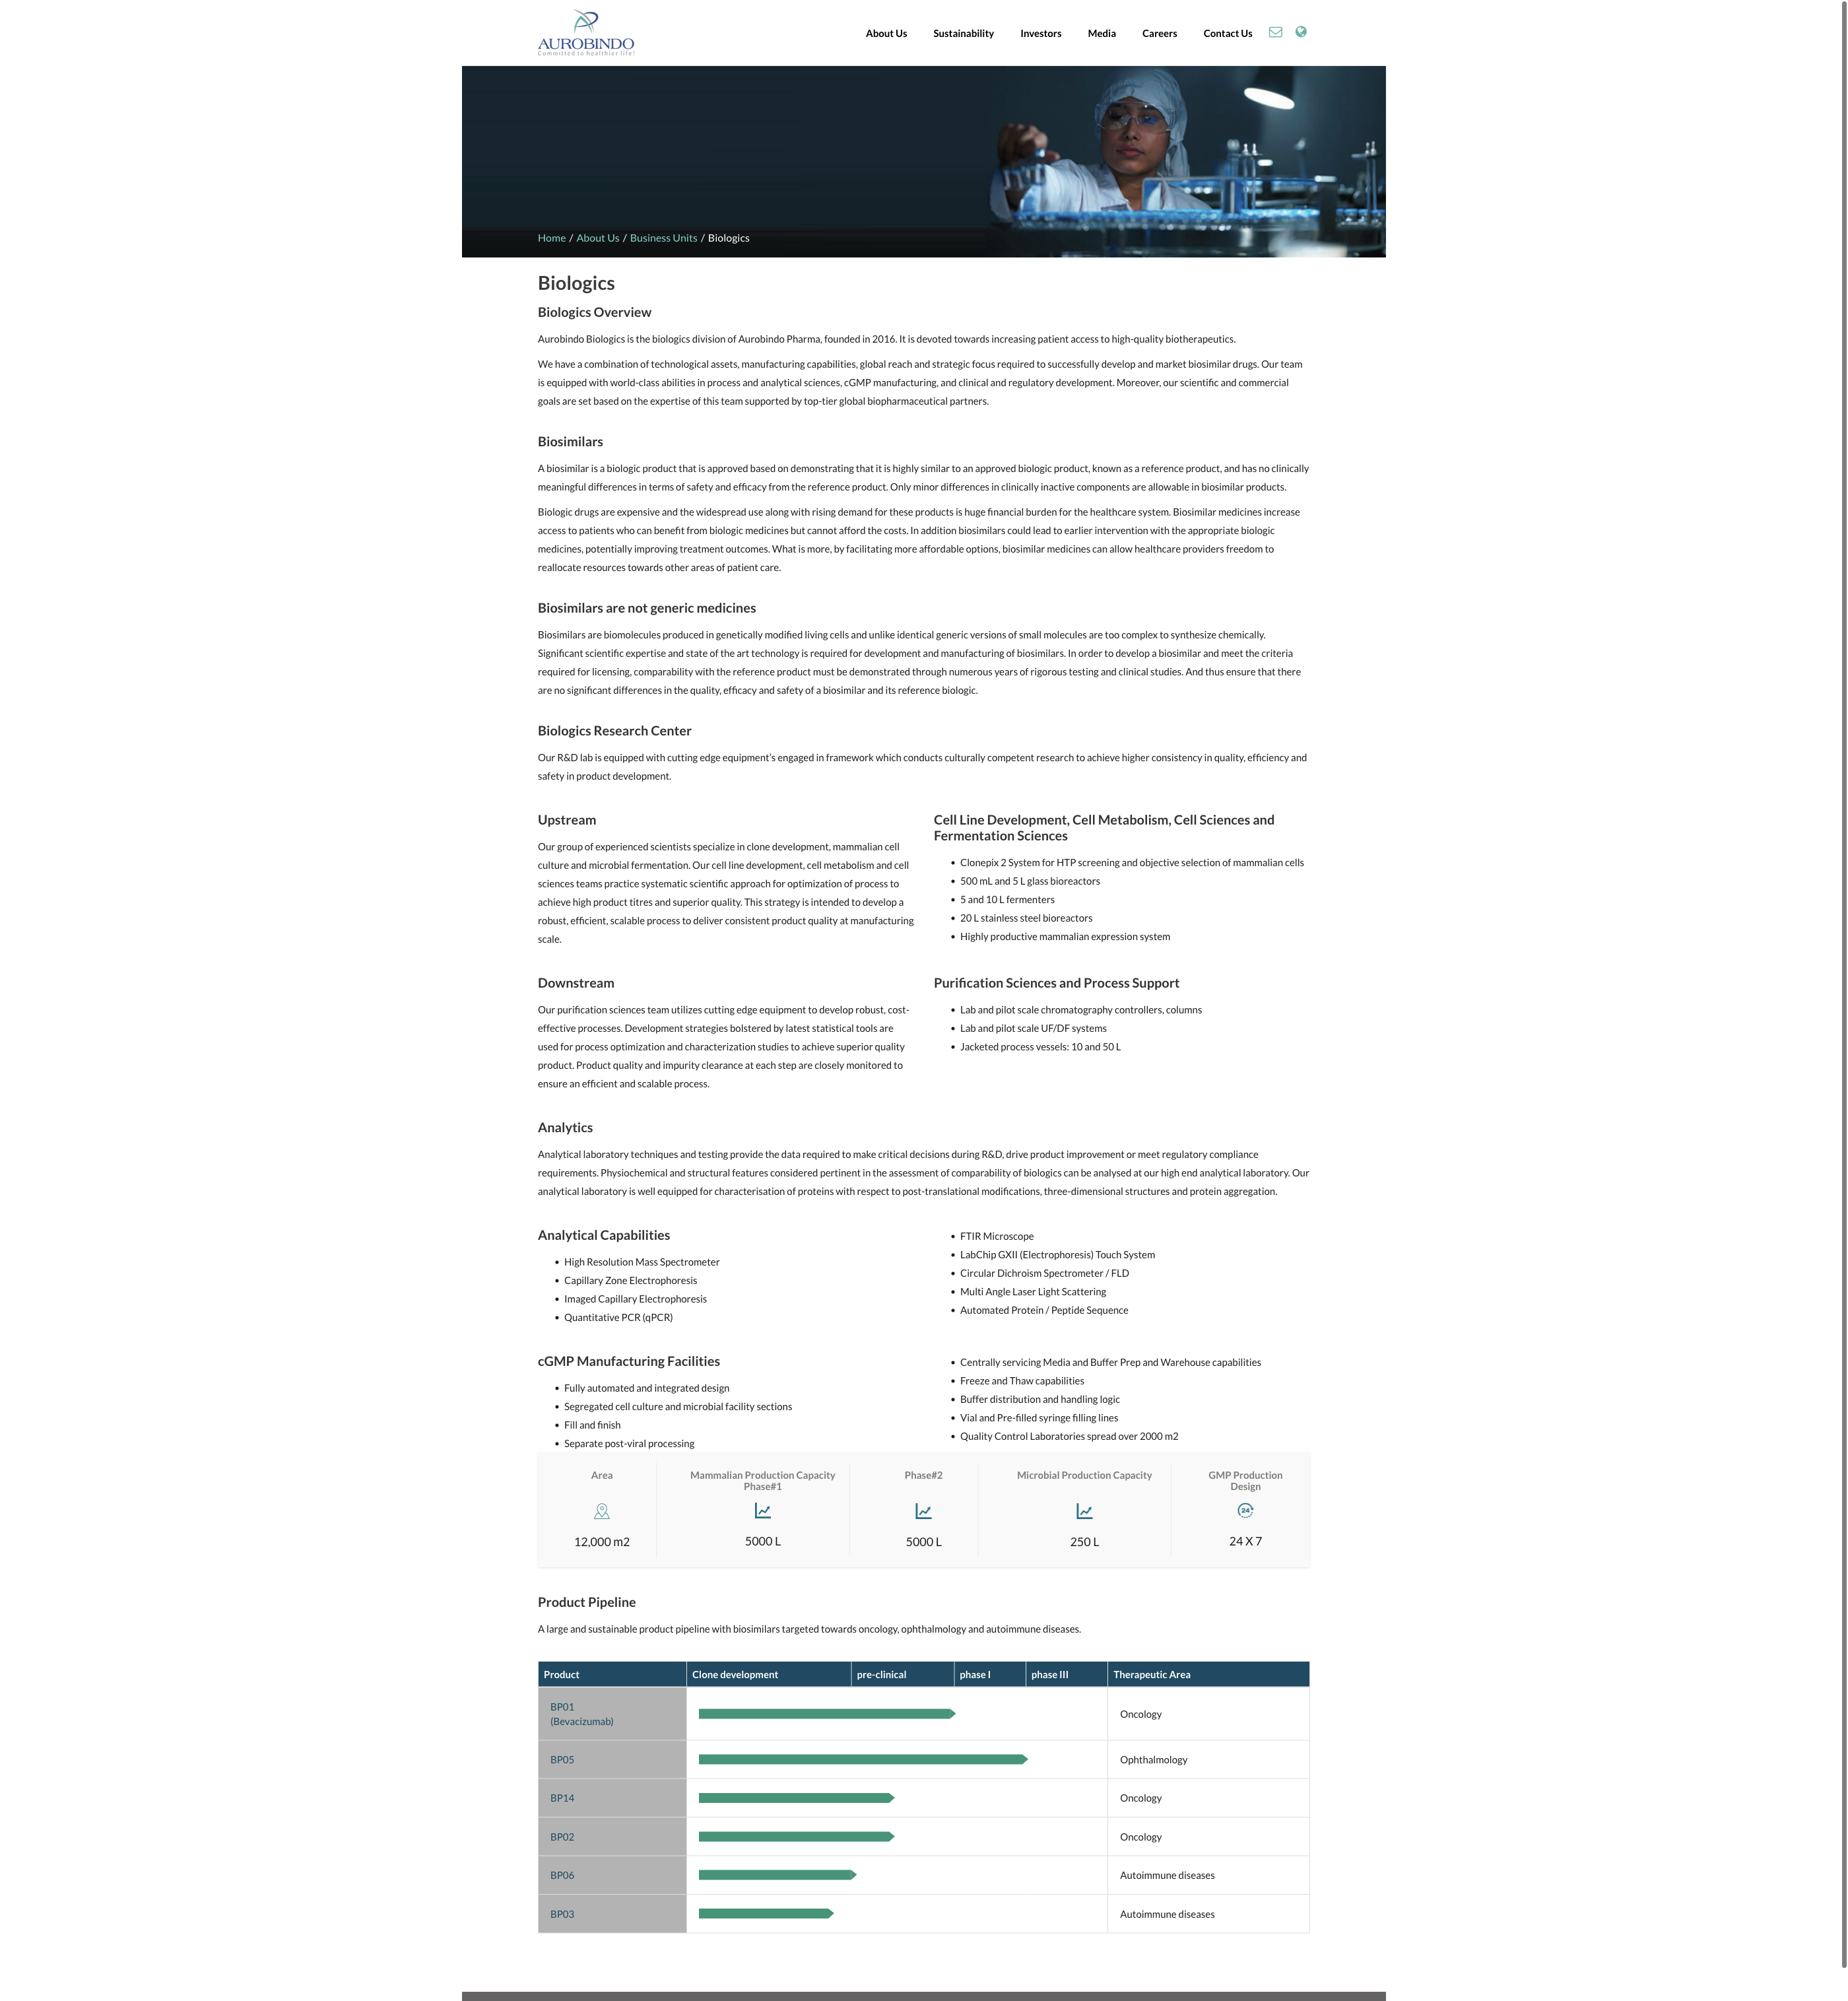 AUROBINDO
Committed to healthier life!
About Us
Sustainability
Investors
Media
Careers
Contact Us
Home / About Us / Business Units / Biologics
Biologics
Biologics Overview
Aurobindo Biologics is the biologics division of Aurobindo Pharma, founded in 2016. It is devoted towards increasing patient access to high-quality biotherapeutics.
We have a combination of technological assets, manufacturing capabilities, global reach and strategic focus required to successfully develop and market biosimilar drugs. Our team
is equipped with world-class abilities in process and analytical sciences, cGMP manufacturing, and clinical and regulatory development. Moreover, our scientific and commercial
goals are set based on the expertise of this team supported by top-tier global biopharmaceutical partners.
Biosimilars
A biosimilar is a biologic product that is approved based on demonstrating that it is highly similar to an approved biologic product, known as a reference product, and has no clinically
meaningful differences in terms of safety and efficacy from the reference product. Only minor differences in clinically inactive components are allowable in biosimilar products.
Biologic drugs are expensive and the widespread use along with rising demand for these products is huge financial burden for the healthcare system. Biosimilar medicines increase
access to patients who can benefit from biologic medicines but cannot afford the costs. In addition biosimilars could lead to earlier intervention with the appropriate biologic
medicines, potentially improving treatment outcomes. What is more, by facilitating more affordable options, biosimilar medicines can allow healthcare providers freedom to
reallocate resources towards other areas of patient care.
Biosimilars are not generic medicines
Biosimilars are biomolecules produced in genetically modified living cells and unlike identical generic versions of small molecules are too complex to synthesize chemically.
Significant scientific expertise and state of the art technology is required for development and manufacturing of biosimilars. In order to develop a biosimilar and meet the criteria
required for licensing, comparability with the reference product must be demonstrated through numerous years of rigorous testing and clinical studies. And thus ensure that there
are no significant differences in the quality, efficacy and safety of a biosimilar and its reference biologic.
Biologics Research Center
Our R&D lab is equipped with cutting edge equipment's engaged in framework which conducts culturally competent research to achieve higher consistency in quality, efficiency and
safety in product development.
Upstream
Our group of experienced scientists specialize in clone development, mammalian cell
culture and microbial fermentation. Our cell line development, cell metabolism and cell
sciences teams practice systematic scientific approach for optimization of process to
achieve high product titres and superior quality. This strategy is intended to develop a
robust, efficient, scalable process to deliver consistent product quality at manufacturing
scale.
Cell Line Development, Cell Metabolism, Cell Sciences and
Fermentation Sciences
• Clonepix 2 System for HTP screening and objective selection of mammalian cells
• 500 mL and 5 L glass bioreactors
• 5 and 10 L fermenters
• 20 L stainless steel bioreactors
• Highly productive mammalian expression system
Downstream
Our purification sciences team utilizes cutting edge equipment to develop robust, cost-
effective processes. Development strategies bolstered by latest statistical tools are
used for process optimization and characterization studies to achieve superior quality
product. Product quality and impurity clearance at each step are closely monitored to
ensure an efficient and scalable process.
Purification Sciences and Process Support
• Lab and pilot scale chromatography controllers, columns
• Lab and pilot scale UF/DF systems
• Jacketed process vessels: 10 and 50 L
Analytics
Analytical laboratory techniques and testing provide the data required to make critical decisions during R&D, drive product improvement or meet regulatory compliance
requirements. Physiochemical and structural features considered pertinent in the assessment of comparability of biologics can be analysed at our high end analytical laboratory. Our
analytical laboratory is well equipped for characterisation of proteins with respect to post-translational modifications, three-dimensional structures and protein aggregation.
Analytical Capabilities
• High Resolution Mass Spectrometer
• Capillary Zone Electrophoresis
• Imaged Capillary Electrophoresis
• Quantitative PCR (qPCR)
• FTIR Microscope
• LabChip GXII (Electrophoresis) Touch System
• Circular Dichroism Spectrometer / FLD
• Multi Angle Laser Light Scattering
• Automated Protein / Peptide Sequence
cGMP Manufacturing Facilities
• Fully automated and integrated design
• Segregated cell culture and microbial facility sections
• Fill and finish
• Separate post-viral processing
• Centrally servicing Media and Buffer Prep and Warehouse capabilities
• Freeze and Thaw capabilities
• Buffer distribution and handling logic
• Vial and Pre-filled syringe filling lines
• Quality Control Laboratories spread over 2000 m2
Area
12,000 m2
Mammalian Production Capacity
Phase#1
5000 L
Phase#2
5000 L
Microbial Production Capacity
250 L
GMP Production
Design
24
24 X 7
Product Pipeline
A large and sustainable product pipeline with biosimilars targeted towards oncology, ophthalmology and autoimmune diseases.
Product Clone development pre-clinical phase I phase III Therapeutic Area
BP01
(Bevacizumab)
Oncology
BP05 Ophthalmology
BP14 Oncology
BP02 Oncology
BP06 Autoimmune diseases
BP03 Autoimmune diseases